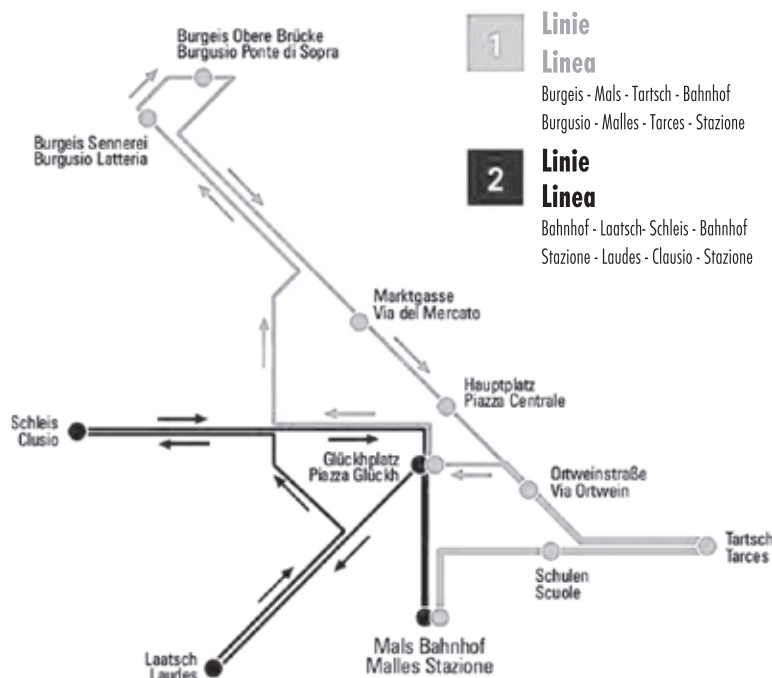 Burgeis Obere Brücke
Burgusio Ponte di Sopra
1
Linie
Linea
Burgeis - Mals - Tartsch - Bahnhof
Burgusio - Malles - Tarces - Stazione
Burgeis Sennerei
Burgusio Latteria
2
Linie
Linea
Bahnhof - Laatsch- Schleis - Bahnhof
Stazione - Laudes - Clausio - Stazione
Marktgasse
Via del Mercato
Hauptplatz
Piazza Centrale
Schleis
Clusio
Glückhplatz
Piazza Glückh
Ortweinstraße
Via Ortwein
Tartsch
Tarces
Schulen
Scuole
Mals Bahnhof
Malles Stazione
Laatsch
Laudes